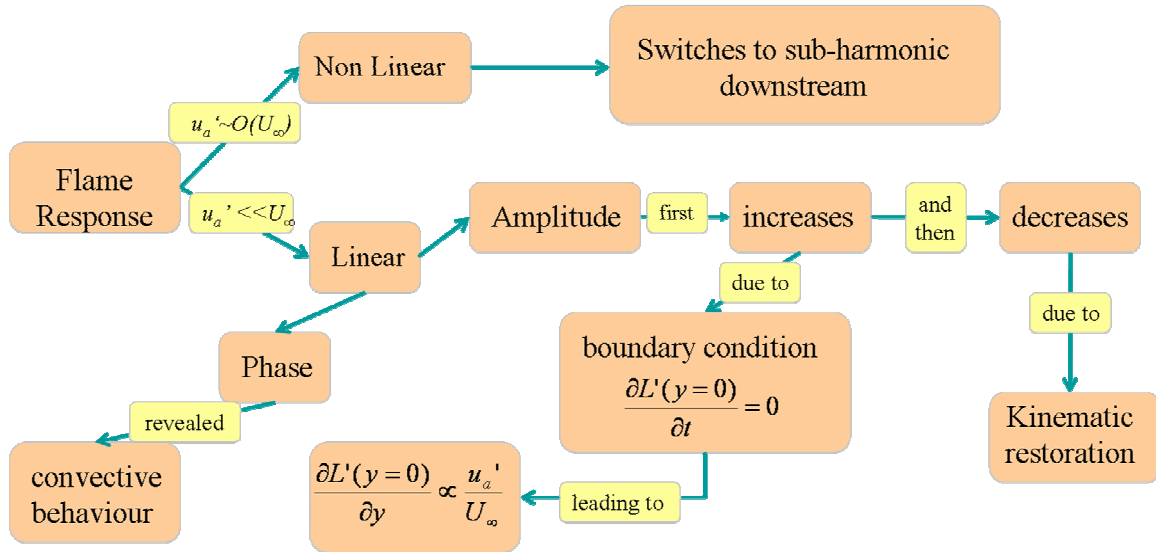 Non Linear
Switches to sub-harmonic
downstream
u_a'~O(U_∞)
Flame
Response
u_a' <<U_∞
Linear
Amplitude
first
increases
and
then
decreases
due to
boundary condition
∂L'(y=0)/∂t = 0
due to
Kinematic
restoration
Phase
revealed
convective
behaviour
leading to
∂L'(y=0)/∂y ∝ u_a'/U_∞